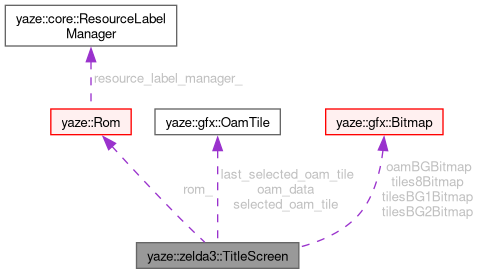 yaze::core::ResourceLabel
Manager
resource_label_manager_
yaze::Rom
yaze::gfx::OamTile
yaze::gfx::Bitmap
rom_
last_selected_oam_tile
oam_data
selected_oam_tile
oamBGBitmap
tiles8Bitmap
tilesBG1Bitmap
tilesBG2Bitmap
yaze::zelda3::TitleScreen